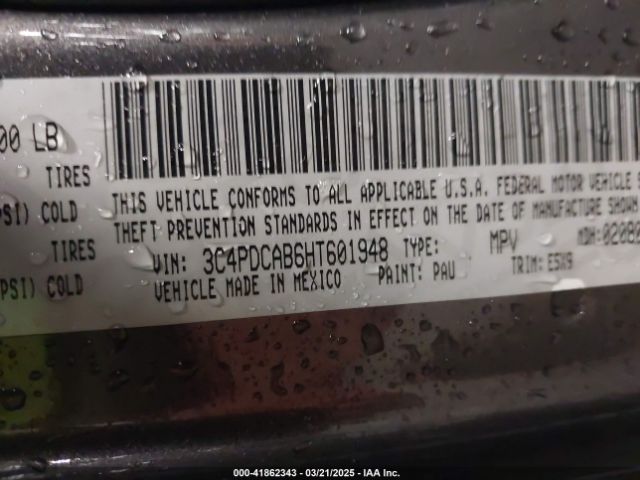 00 LB
TIRES
PSI) COLD
TIRES
PSI) COLD
THIS VEHICLE CONFORMS TO ALL APPLICABLE U.S.A. FEDERAL MOTOR VEHICLE S
THEFT PREVENTION STANDARDS IN EFFECT ON THE DATE OF MANUFACTURE SHOWN
VIN: 3C4PDCAB6HT601948 TYPE: MPV MDH:0208
VEHICLE MADE IN MEXICO PAINT: PAU TRIM: E5X9
000-41862343 - 03/21/2025 - IAA Inc.